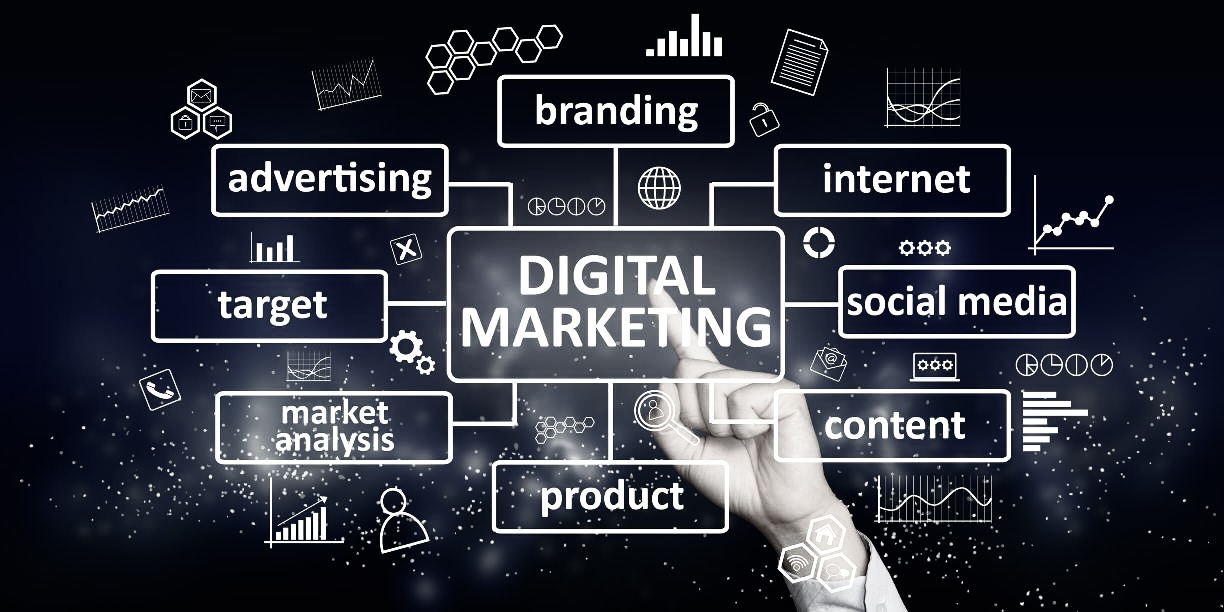 branding
advertising
internet
DIGITAL
MARKETING
target
social media
market
analysis
content
product